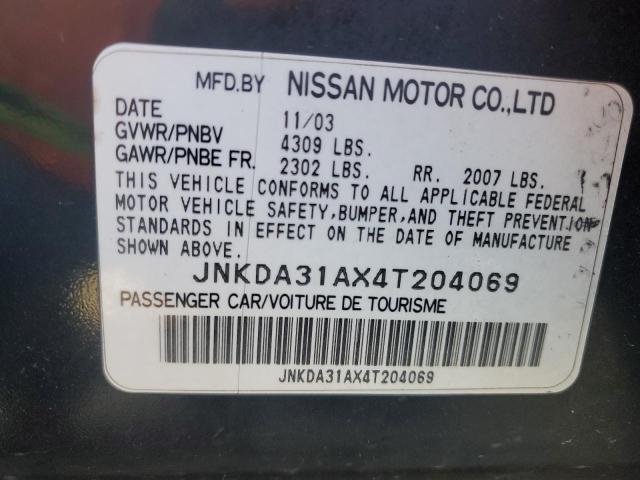 MFD.BY NISSAN MOTOR CO.,LTD
DATE 11/03
GVWR/PNBV 4309 LBS.
GAWR/PNBE FR. 2302 LBS. RR. 2007 LBS.
THIS VEHICLE CONFORMS TO ALL APPLICABLE FEDERAL
MOTOR VEHICLE SAFETY,BUMPER,AND THEFT PREVENTION
STANDARDS IN EFFECT ON THE DATE OF MANUFACTURE
SHOWN ABOVE.
JNKDA31AX4T204069
PASSENGER CAR/VOITURE DE TOURISME
JNKDA31AX4T204069